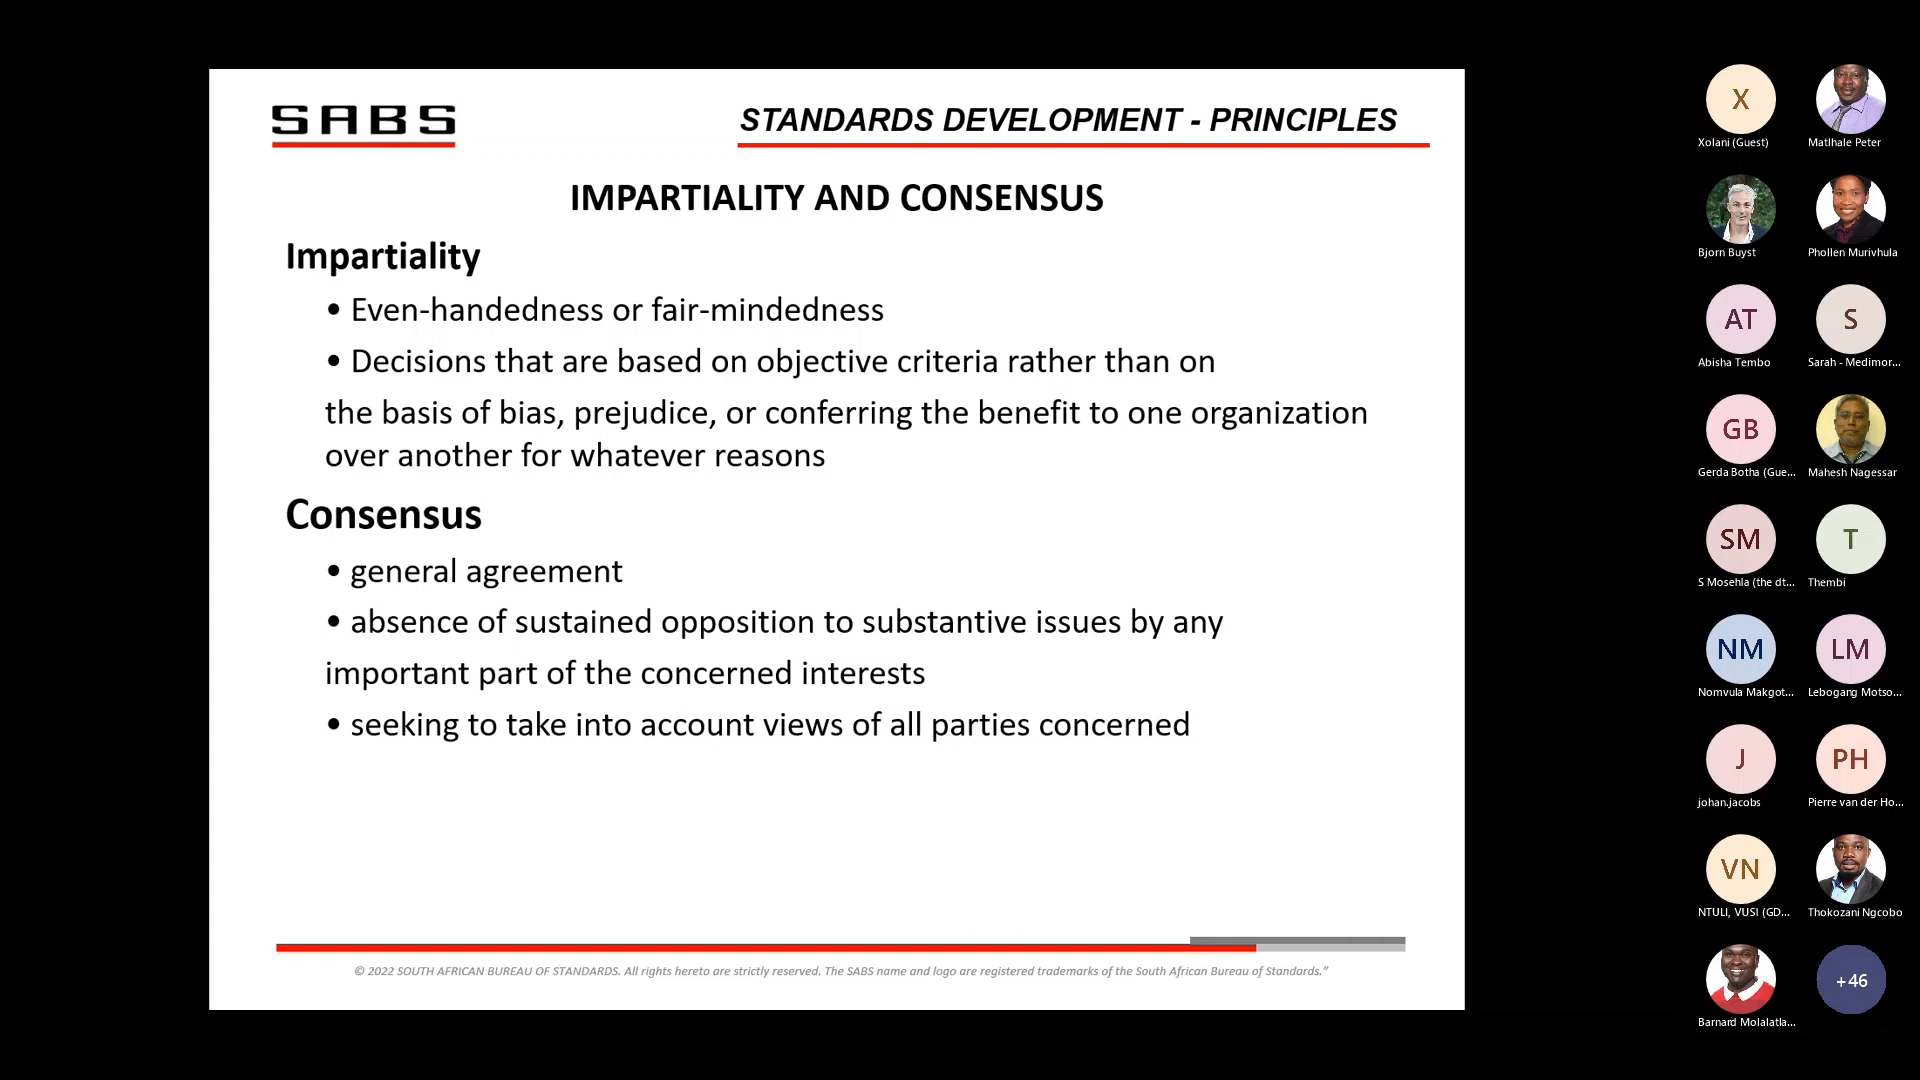 SABS
STANDARDS DEVELOPMENT - PRINCIPLES
IMPARTIALITY AND CONSENSUS
Impartiality
• Even-handedness or fair-mindedness
• Decisions that are based on objective criteria rather than on
the basis of bias, prejudice, or conferring the benefit to one organization
over another for whatever reasons
Consensus
• general agreement
• absence of sustained opposition to substantive issues by any
important part of the concerned interests
• seeking to take into account views of all parties concerned
© 2022 SOUTH AFRICAN BUREAU OF STANDARDS. All rights hereto are strictly reserved. The SABS name and logo are registered trademarks of the South African Bureau of Standards.”
X
Xolani (Guest)
Matlhale Peter
Bjorn Buyst
Phollen Murivhula
AT
Abisha Tembo
S
Sarah - Medimor...
GB
Gerda Botha (Gue...
Mahesh Nagessar
SM
S Mosehla (the dt...
T
Thembi
NM
Nomvula Makgot...
LM
Lebogang Motso...
J
johan.jacobs
PH
Pierre van der Ho...
VN
NTULI, VUSI (GD...
Thokozani Ngcobo
Barnard Molalatla...
+46